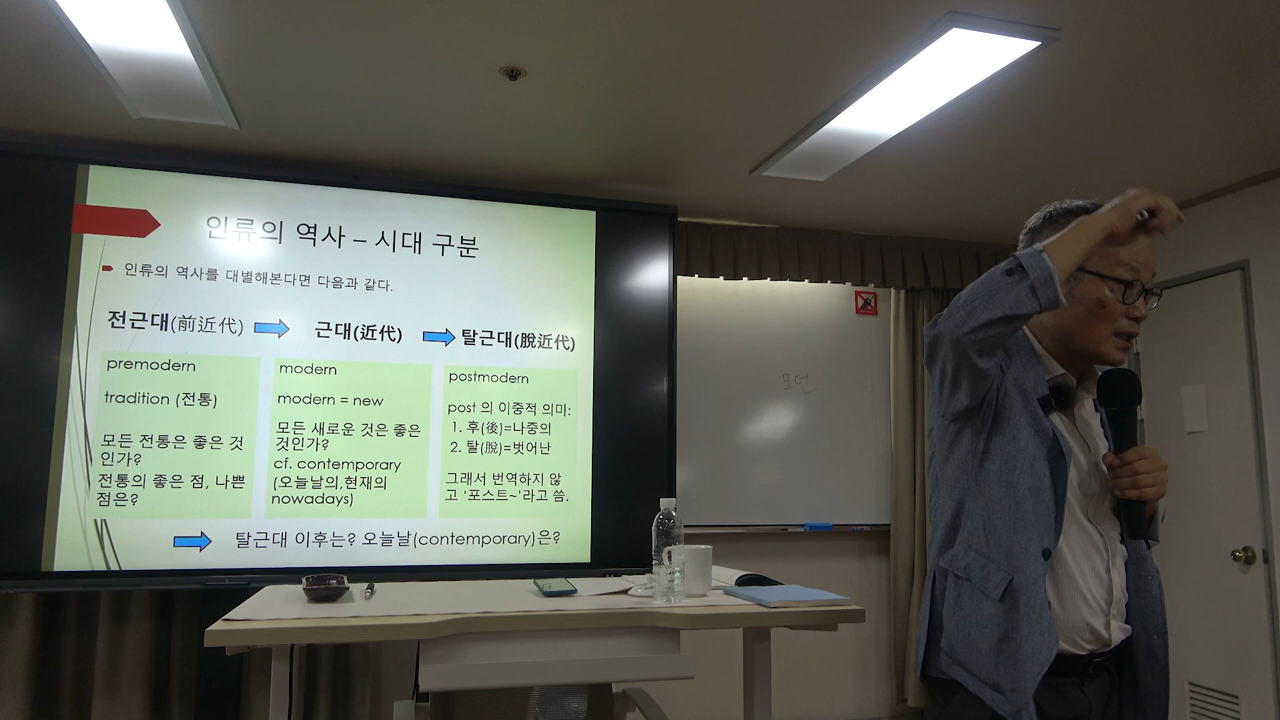 인류의 역사 – 시대 구분
인류의 역사를 대별해본다면 다음과 같다.
전근대(前近代)
근대(近代)
탈근대(脫近代)
premodern
tradition (전통)
모든 전통은 좋은 것
인가?
전통의 좋은 점, 나쁜
점은?
modern
modern = new
모든 새로운 것은 좋은
것인가?
cf. contemporary
(오늘날의,현재의
nowadays)
postmodern
post 의 이중적 의미:
1. 후(後)=나중의
2. 탈(脫)=벗어난
그래서 번역하지 않
고 '포스트~'라고 씀.
탈근대 이후는? 오늘날(contemporary)은?
모던